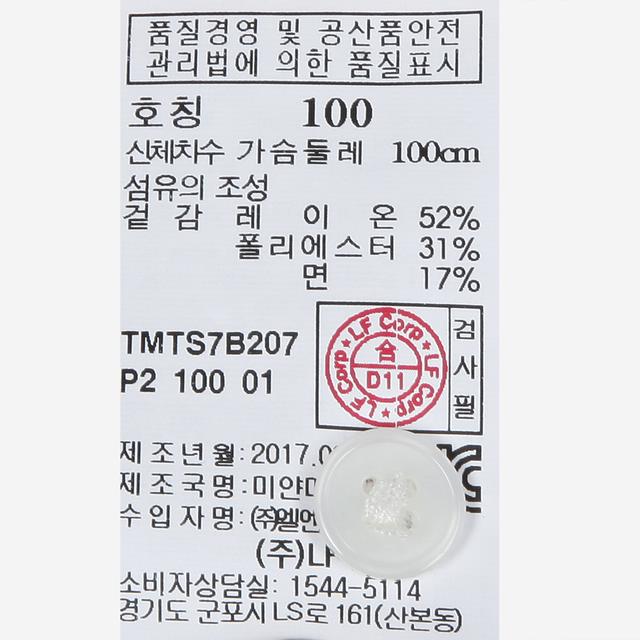 품질경영 및 공산품안전
관리법에 의한 품질표시
호칭 100
신체치수 가슴둘레 100cm
섬유의 조성
겉감 레이온 52%
폴리에스터 31%
면 17%
TMTS7B207
P2 100 01
LF Corp ★ LF Corp ★ LF Corp ★
合
D11
검사필
제조년월: 2017.0
제조국명: 미얀마
수입자명: (주)엘엔
(주)
소비자상담실: 1544-5114
경기도 군포시 LS로 161(산본동)